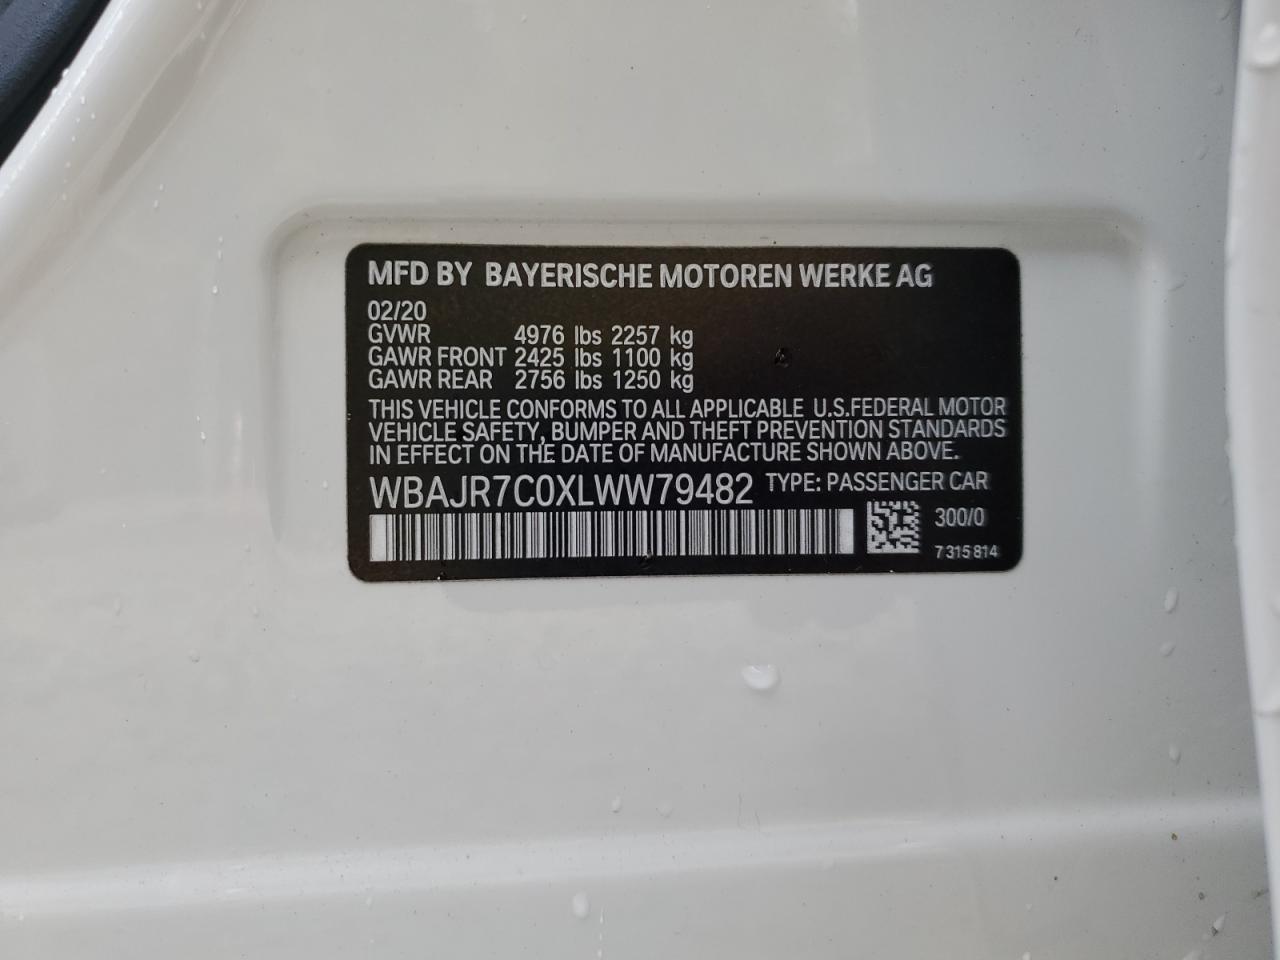 MFD BY BAYERISCHE MOTOREN WERKE AG
02/20
GVWR 4976 lbs 2257 kg
GAWR FRONT 2425 lbs 1100 kg
GAWR REAR 2756 lbs 1250 kg
THIS VEHICLE CONFORMS TO ALL APPLICABLE U.S.FEDERAL MOTOR
VEHICLE SAFETY, BUMPER AND THEFT PREVENTION STANDARDS
IN EFFECT ON THE DATE OF MANUFACTURE SHOWN ABOVE.
WBAJR7C0XLWW79482 TYPE: PASSENGER CAR
300/0
7 315 814